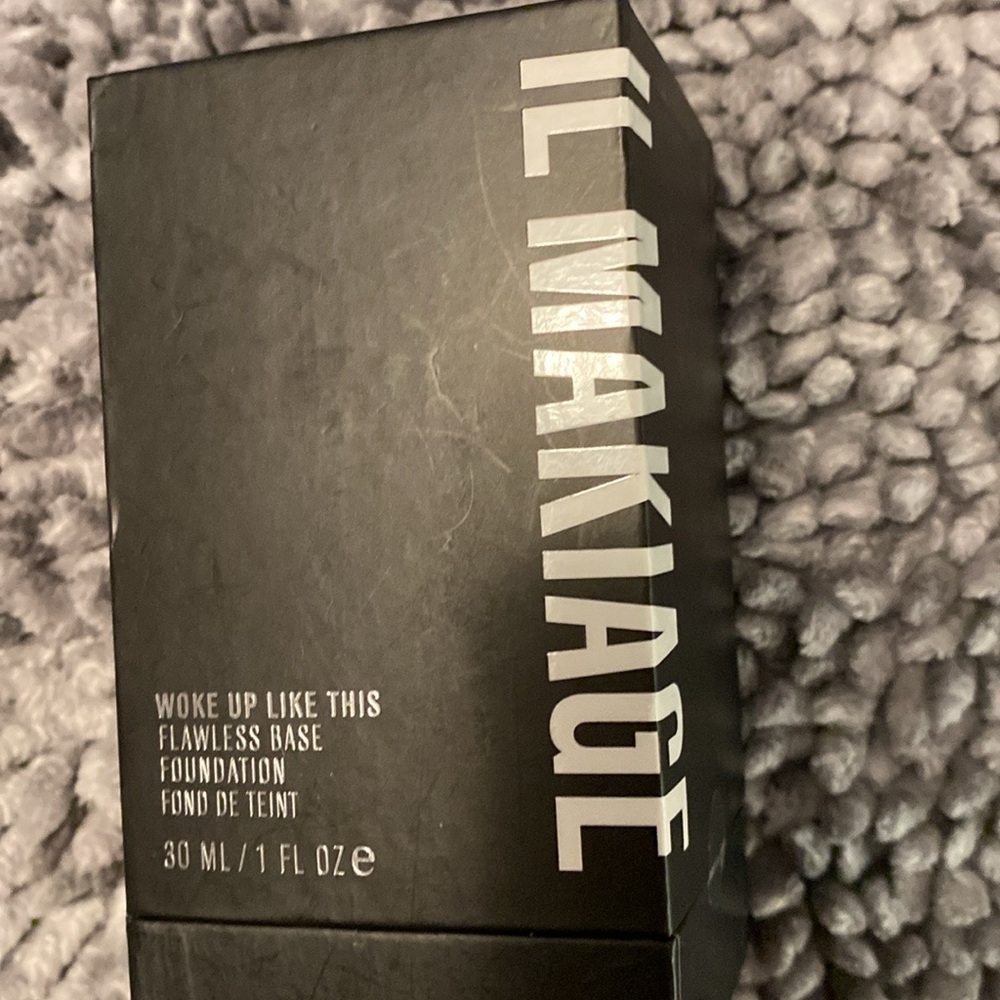 IL MAKIAGE
WOKE UP LIKE THIS
FLAWLESS BASE
FOUNDATION
FOND DE TEINT
30 ML / 1 FL OZ e